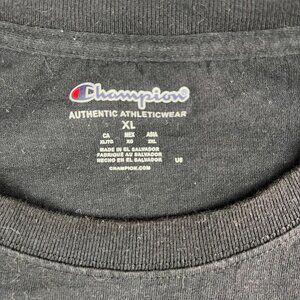 Champion
AUTHENTIC ATHLETICWEAR
XL
CA MEX ASIA
XL/TG XG 2XL
MADE IN EL SALVADOR
FABRIQUÉ AU EL SALVADOR
HECHO EN EL SALVADOR
CHAMPION.COM